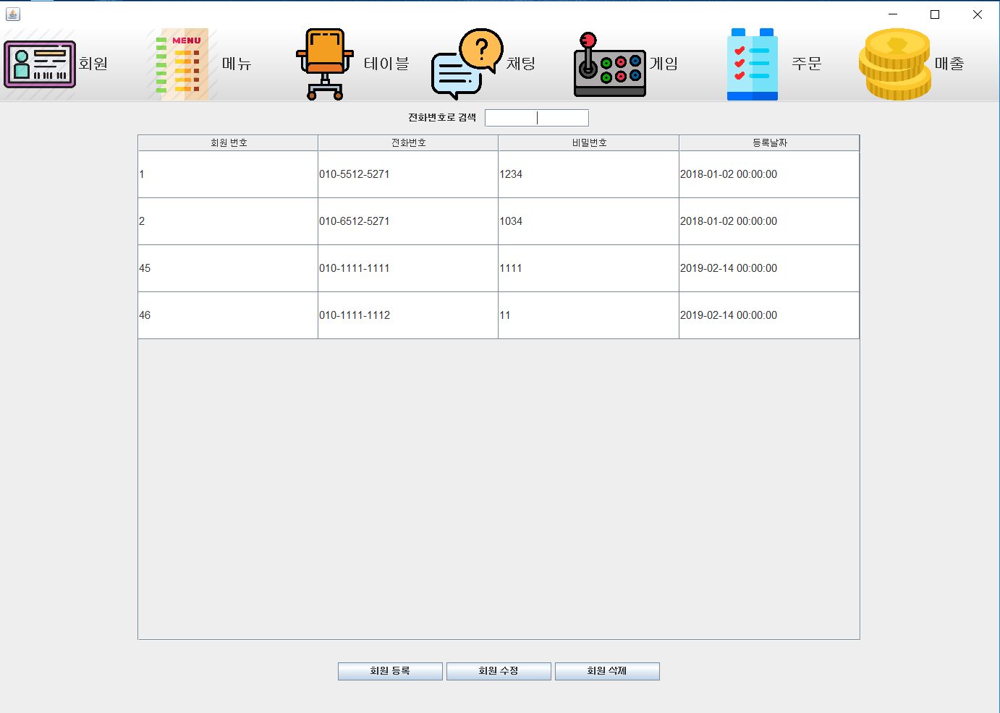 회원
MENU
메뉴
테이블
?
채팅
게임
주문
매출
전화번호로 검색
회원 번호 전화번호 비밀번호 등록날짜
1 010-5512-5271 1234 2018-01-02 00:00:00
2 010-6512-5271 1034 2018-01-02 00:00:00
45 010-1111-1111 1111 2019-02-14 00:00:00
46 010-1111-1112 11 2019-02-14 00:00:00
회원 등록 회원 수정 회원 삭제